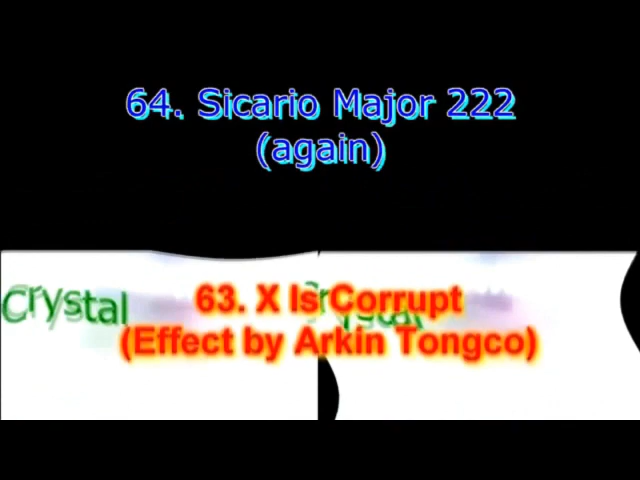 64. Sicario Major 222
(again)
63. X Is Corrupt
(Effect by Arkin Tongco)
Crystal